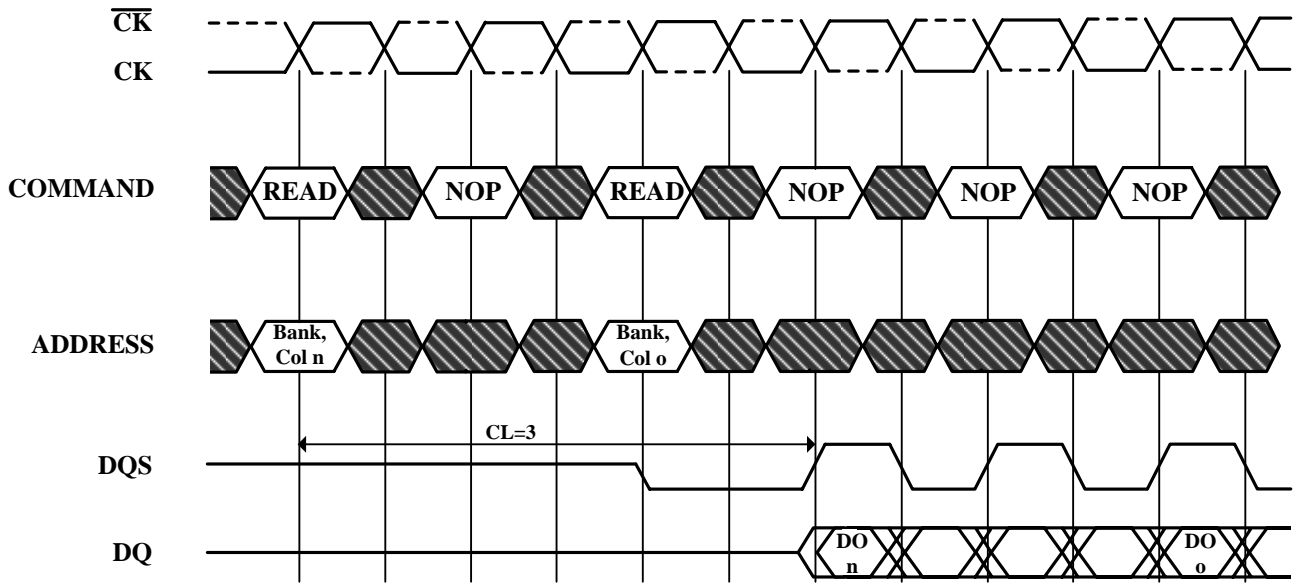 C̅K̅
CK
COMMAND
READ NOP READ NOP NOP NOP
ADDRESS
Bank,
Col n
Bank,
Col o
CL=3
DQS
DQ
DO
n
DO
o